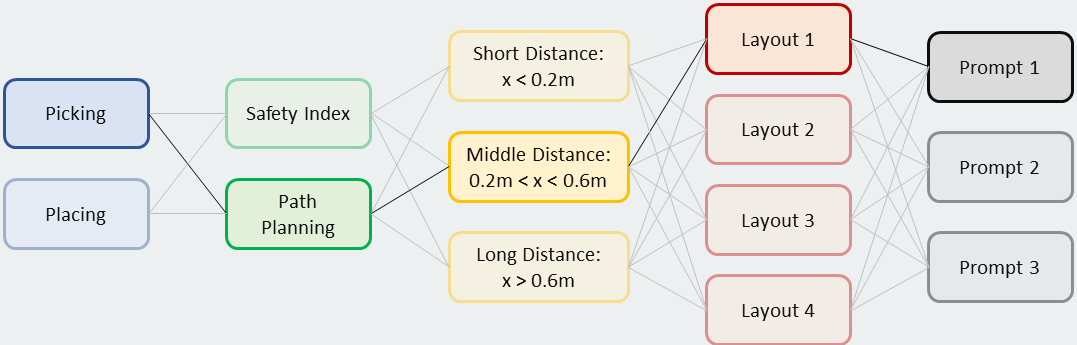 Picking
Placing
Safety Index
Path
Planning
Short Distance:
x < 0.2m
Middle Distance:
0.2m < x < 0.6m
Long Distance:
x > 0.6m
Layout 1
Layout 2
Layout 3
Layout 4
Prompt 1
Prompt 2
Prompt 3